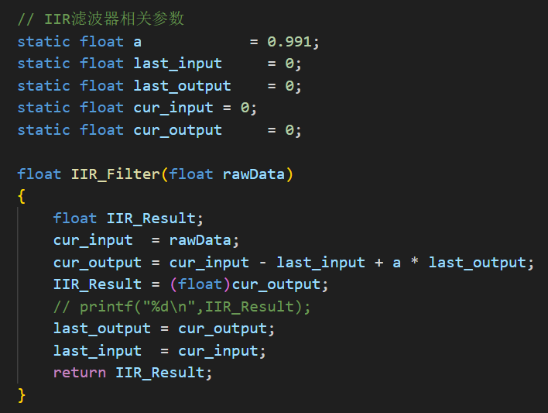 // IIR滤波器相关参数
static float a            = 0.991;
static float last_input     = 0;
static float last_output    = 0;
static float cur_input = 0;
static float cur_output     = 0;

float IIR_Filter(float rawData)
{
    float IIR_Result;
    cur_input  = rawData;
    cur_output = cur_input - last_input + a * last_output;
    IIR_Result = (float)cur_output;
    // printf("%d\n",IIR_Result);
    last_output = cur_output;
    last_input  = cur_input;
    return IIR_Result;
}